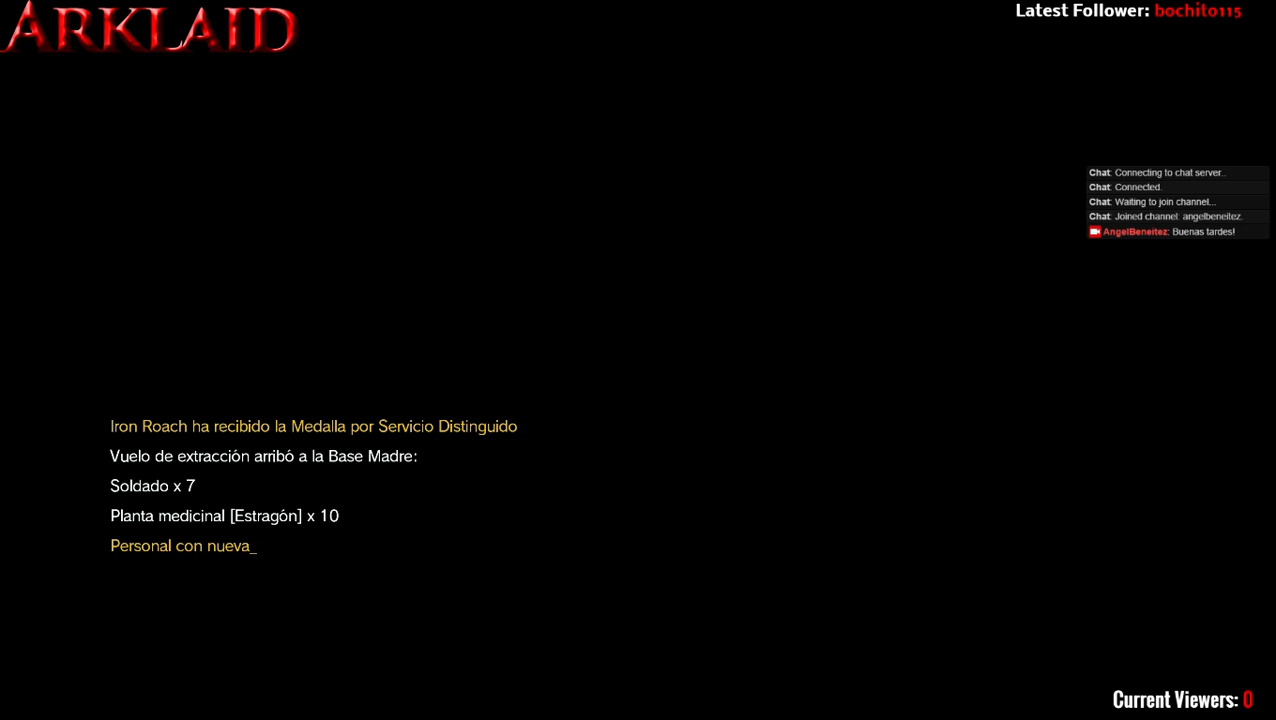 ARKLAID
Latest Follower: bochito115
Chat: Connecting to chat server..
Chat: Connected.
Chat: Waiting to join channel...
Chat: Joined channel: angelbeneitez.
AngelBeneitez: Buenas tardes!
Iron Roach ha recibido la Medalla por Servicio Distinguido
Vuelo de extracción arribó a la Base Madre:
Soldado x 7
Planta medicinal [Estragón] x 10
Personal con nueva_
Current Viewers: 0